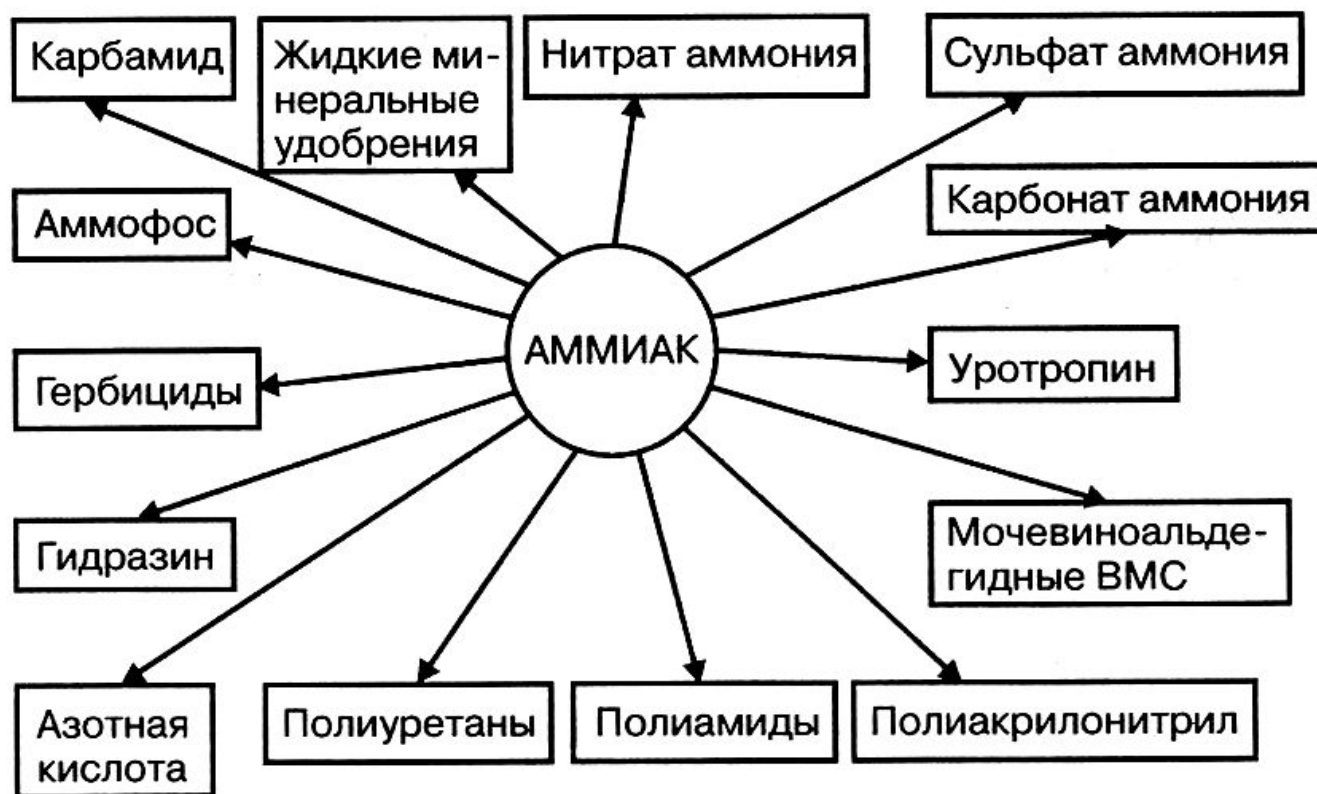 Карбамид
Жидкие ми-
неральные
удобрения
Нитрат аммония
Сульфат аммония
Аммофос
Карбонат аммония
АММИАК
Гербициды
Уротропин
Гидразин
Мочевиноальде-
гидные ВМС
Азотная
кислота
Полиуретаны
Полиамиды
Полиакрилонитрил